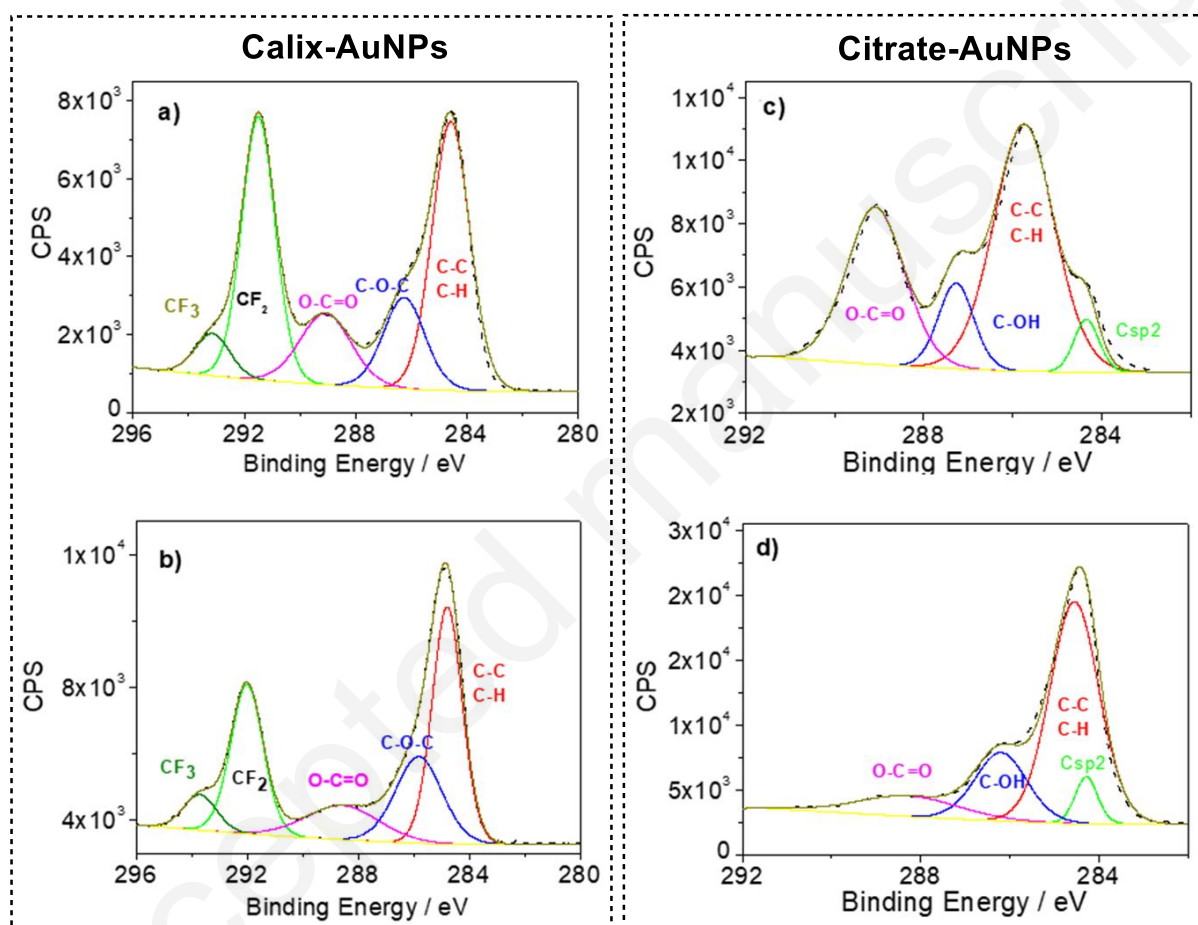 Calix-AuNPs
a)
8x10³
6x10³
4x10³
2x10³
0
CPS
CF₃
CF₂
O-C=O
C-O-C
C-C
C-H
296 292 288 284 280
Binding Energy / eV
b)
1x10⁴
8x10³
4x10³
CPS
CF₃
CF₂
O-C=O
C-O-C
C-C
C-H
296 292 288 284 280
Binding Energy / eV
Citrate-AuNPs
c)
1x10⁴
1x10⁴
8x10³
6x10³
4x10³
2x10³
CPS
O-C=O
C-OH
C-C
C-H
Csp2
292 288 284
Binding Energy / eV
d)
3x10⁴
2x10⁴
2x10⁴
1x10⁴
5x10³
0
CPS
O-C=O
C-OH
C-C
C-H
Csp2
292 288 284
Binding Energy / eV
cepted manuscrip